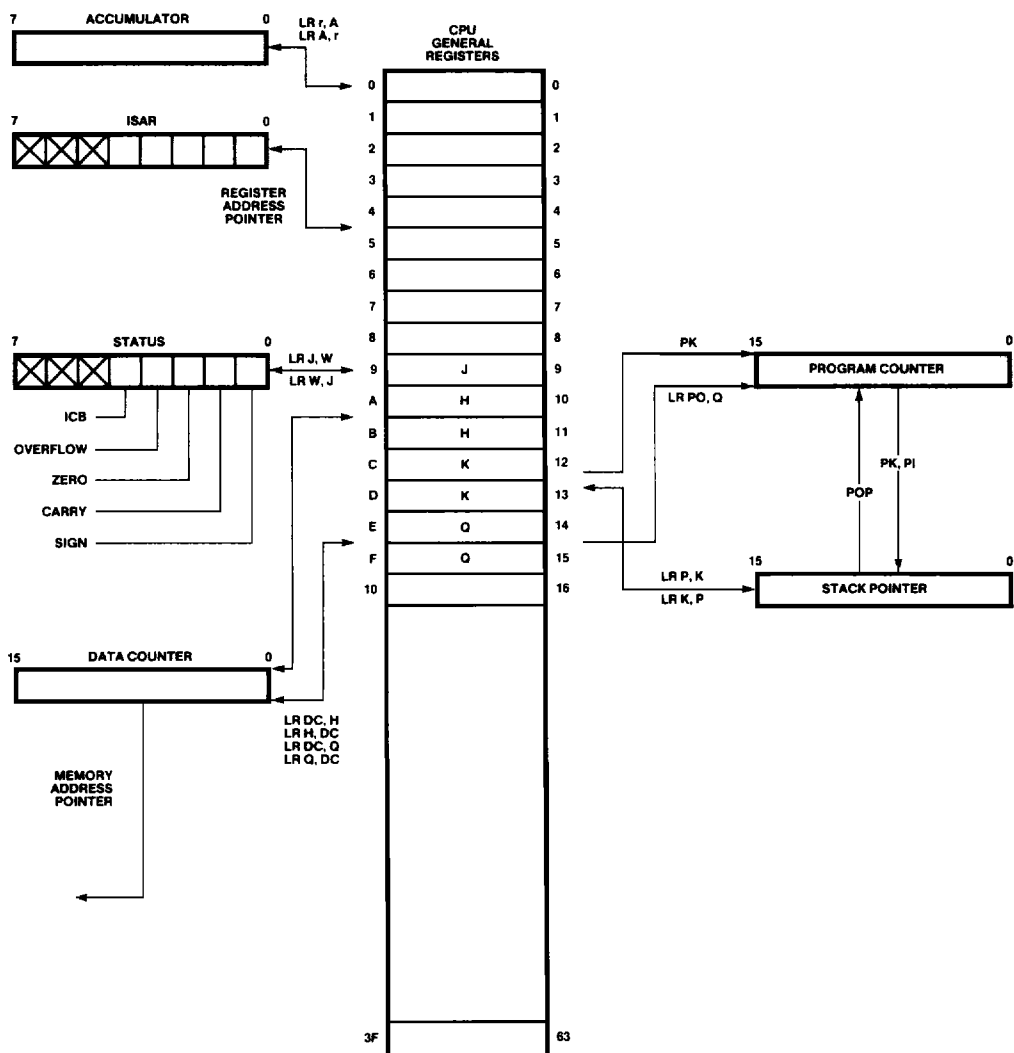 7 ACCUMULATOR 0
LR r, A
LR A, r
7 ISAR 0
REGISTER
ADDRESS
POINTER
7 STATUS 0
LR J, W
LR W, J
ICB
OVERFLOW
ZERO
CARRY
SIGN
15 DATA COUNTER 0
LR DC, H
LR H, DC
LR DC, Q
LR Q, DC
MEMORY
ADDRESS
POINTER
CPU
GENERAL
REGISTERS
0 0
1 1
2 2
3 3
4 4
5 5
6 6
7 7
8 8
9 J 9
A H 10
B H 11
C K 12
D K 13
E Q 14
F Q 15
10 16
3F 63
PK
15 0
PROGRAM COUNTER
LR PO, Q
POP
PK, PI
LR P, K
LR K, P
15 0
STACK POINTER